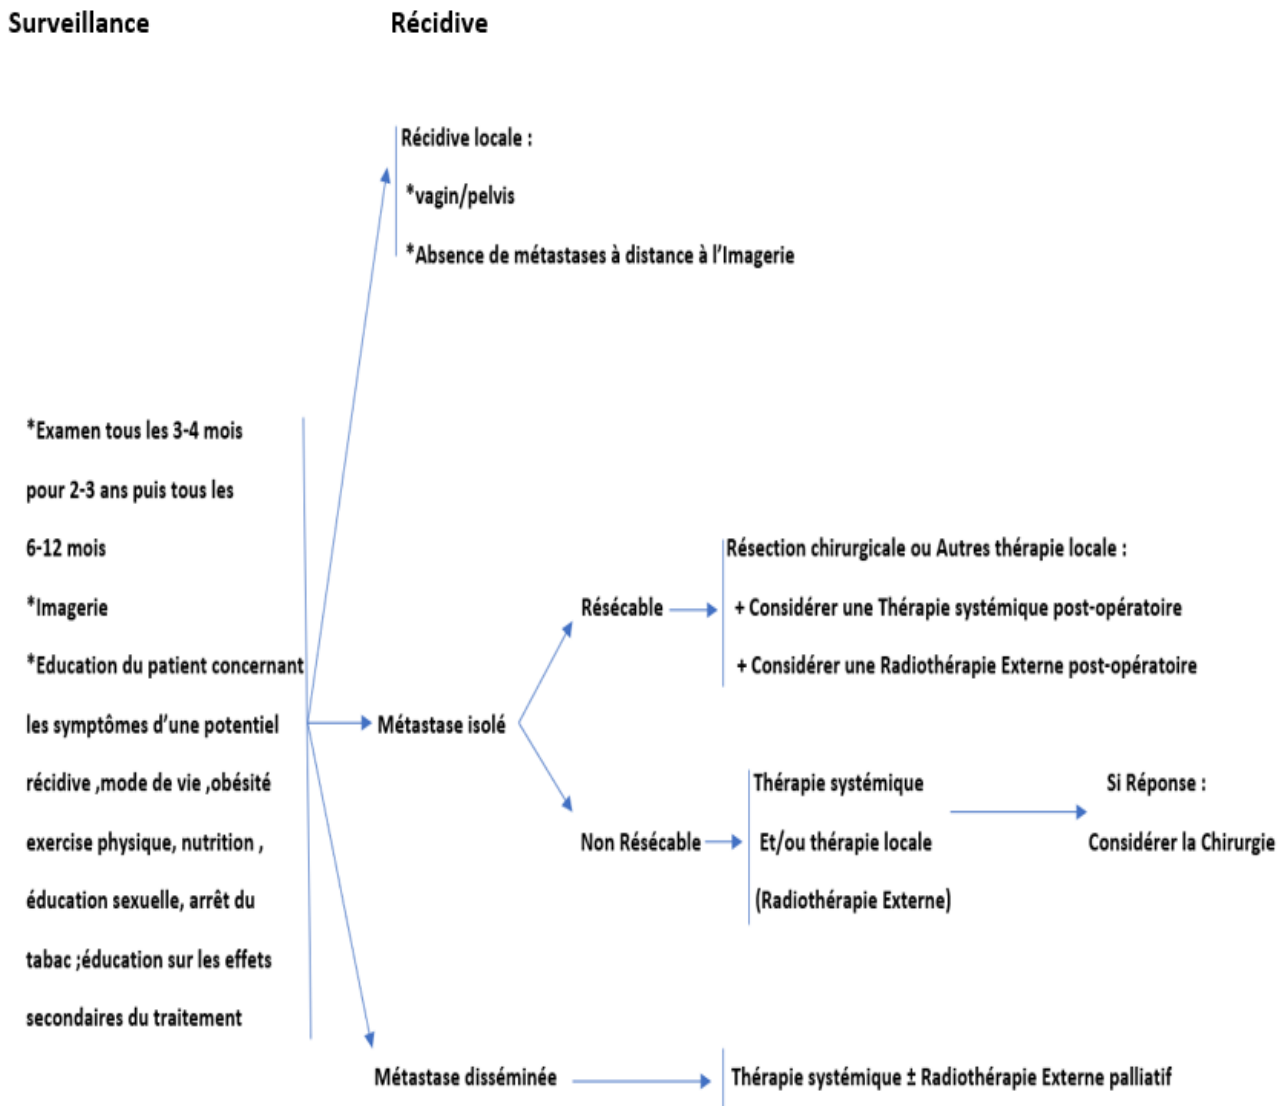 Surveillance
Récidive
Récidive locale :
*vagin/pelvis
*Absence de métastases à distance à l'Imagerie
*Examen tous les 3-4 mois
pour 2-3 ans puis tous les
6-12 mois
*Imagerie
*Education du patient concernant
les symptômes d'une potentiel
récidive ,mode de vie ,obésité
exercise physique, nutrition ,
éducation sexuelle, arrêt du
tabac ;éducation sur les effets
secondaires du traitement
Métastase isolé
Résécable
Résection chirurgicale ou Autres thérapie locale :
+ Considérer une Thérapie systémique post-opératoire
+ Considérer une Radiothérapie Externe post-opératoire
Non Résécable
Thérapie systémique
Et/ou thérapie locale
(Radiothérapie Externe)
Si Réponse :
Considérer la Chirurgie
Métastase disséminée
Thérapie systémique ± Radiothérapie Externe palliatif